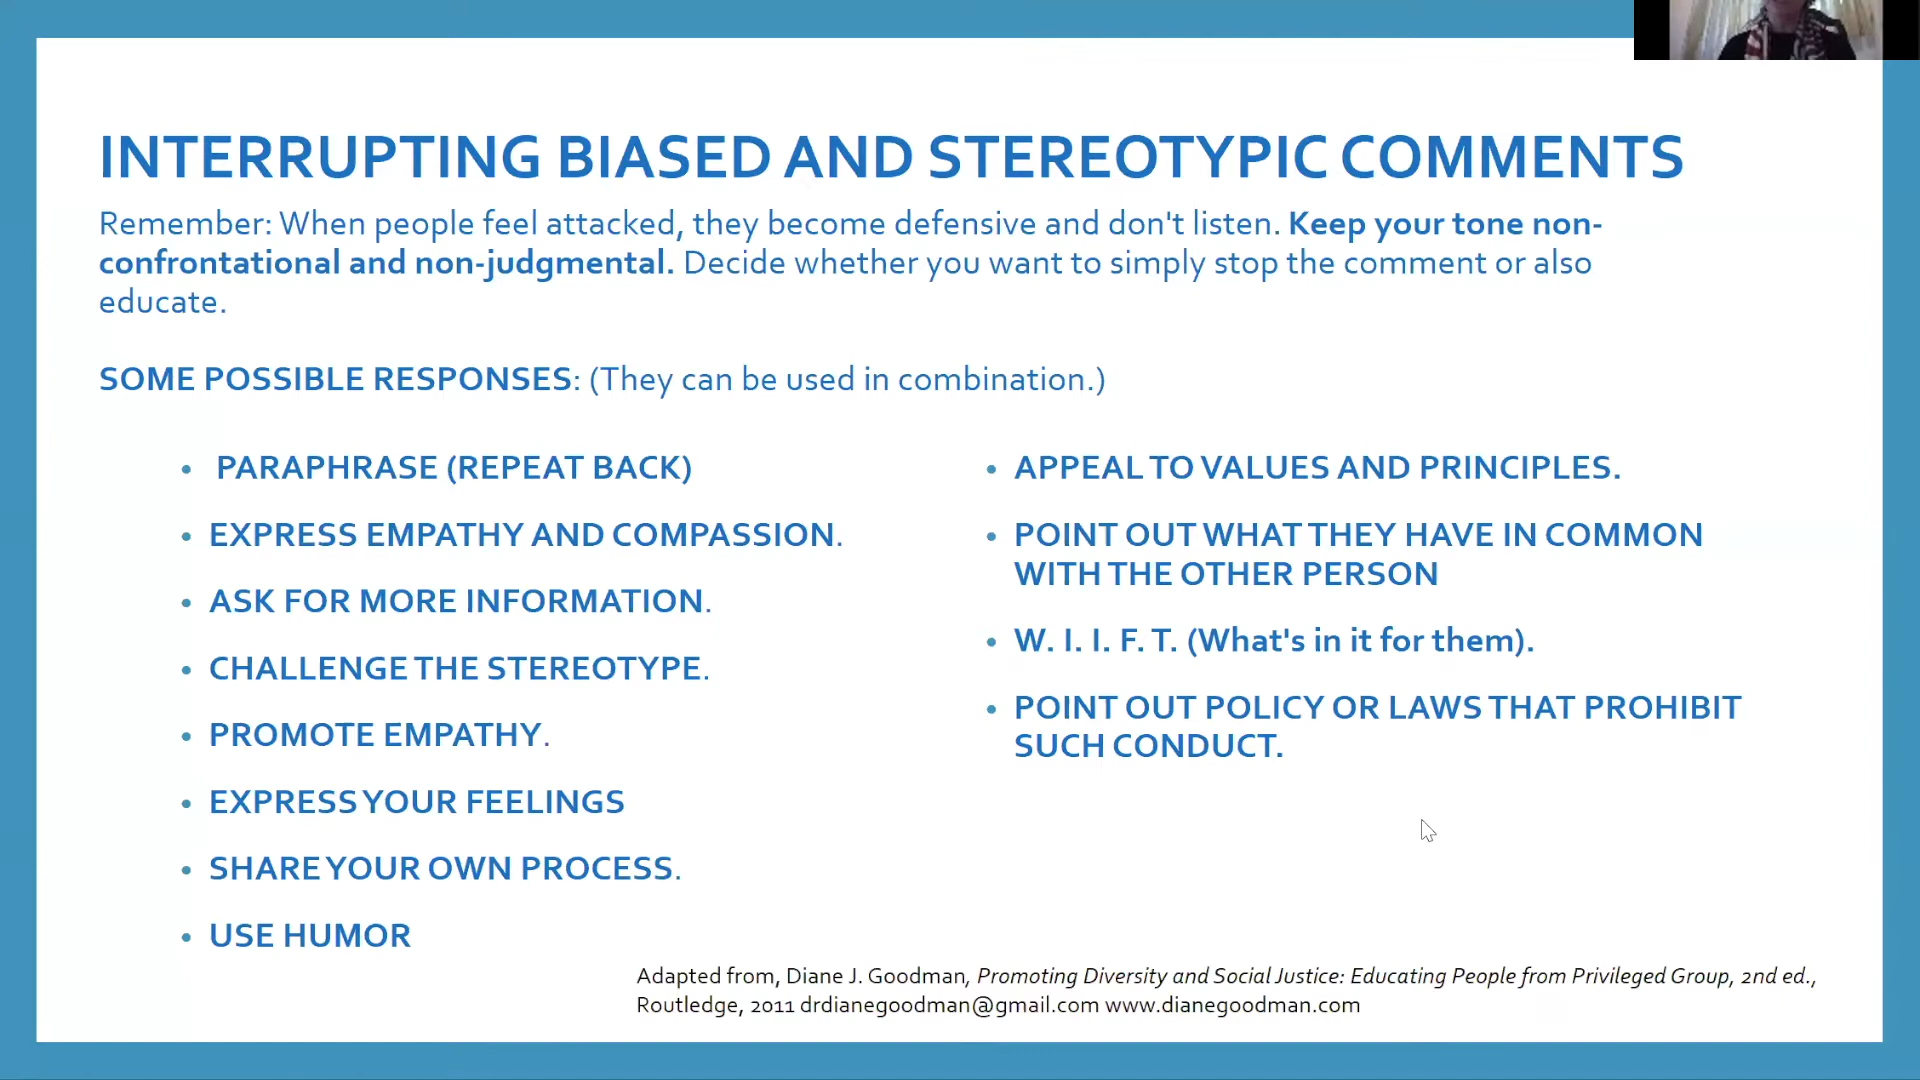 INTERRUPTING BIASED AND STEREOTYPIC COMMENTS
Remember: When people feel attacked, they become defensive and don't listen. Keep your tone non-
confrontational and non-judgmental. Decide whether you want to simply stop the comment or also
educate.
SOME POSSIBLE RESPONSES: (They can be used in combination.)
• PARAPHRASE (REPEAT BACK)
• EXPRESS EMPATHY AND COMPASSION.
• ASK FOR MORE INFORMATION.
• CHALLENGE THE STEREOTYPE.
• PROMOTE EMPATHY.
• EXPRESS YOUR FEELINGS
• SHARE YOUR OWN PROCESS.
• USE HUMOR
• APPEAL TO VALUES AND PRINCIPLES.
• POINT OUT WHAT THEY HAVE IN COMMON
WITH THE OTHER PERSON
• W. I. I. F. T. (What's in it for them).
• POINT OUT POLICY OR LAWS THAT PROHIBIT
SUCH CONDUCT.
Adapted from, Diane J. Goodman, Promoting Diversity and Social Justice: Educating People from Privileged Group, 2nd ed.,
Routledge, 2011 drdianegoodman@gmail.com www.dianegoodman.com